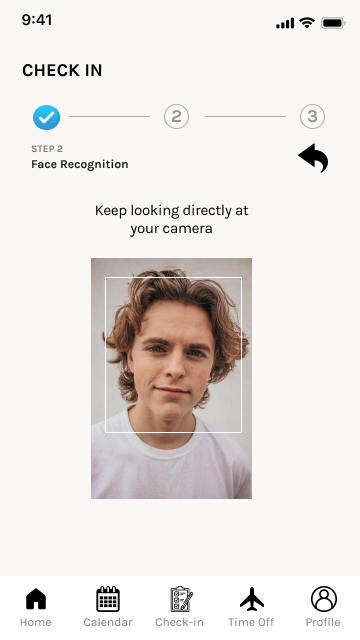 9:41
CHECK IN
2
3
STEP 2
Face Recognition
Keep looking directly at
your camera
Home
Calendar
Check-in
Time Off
Profile